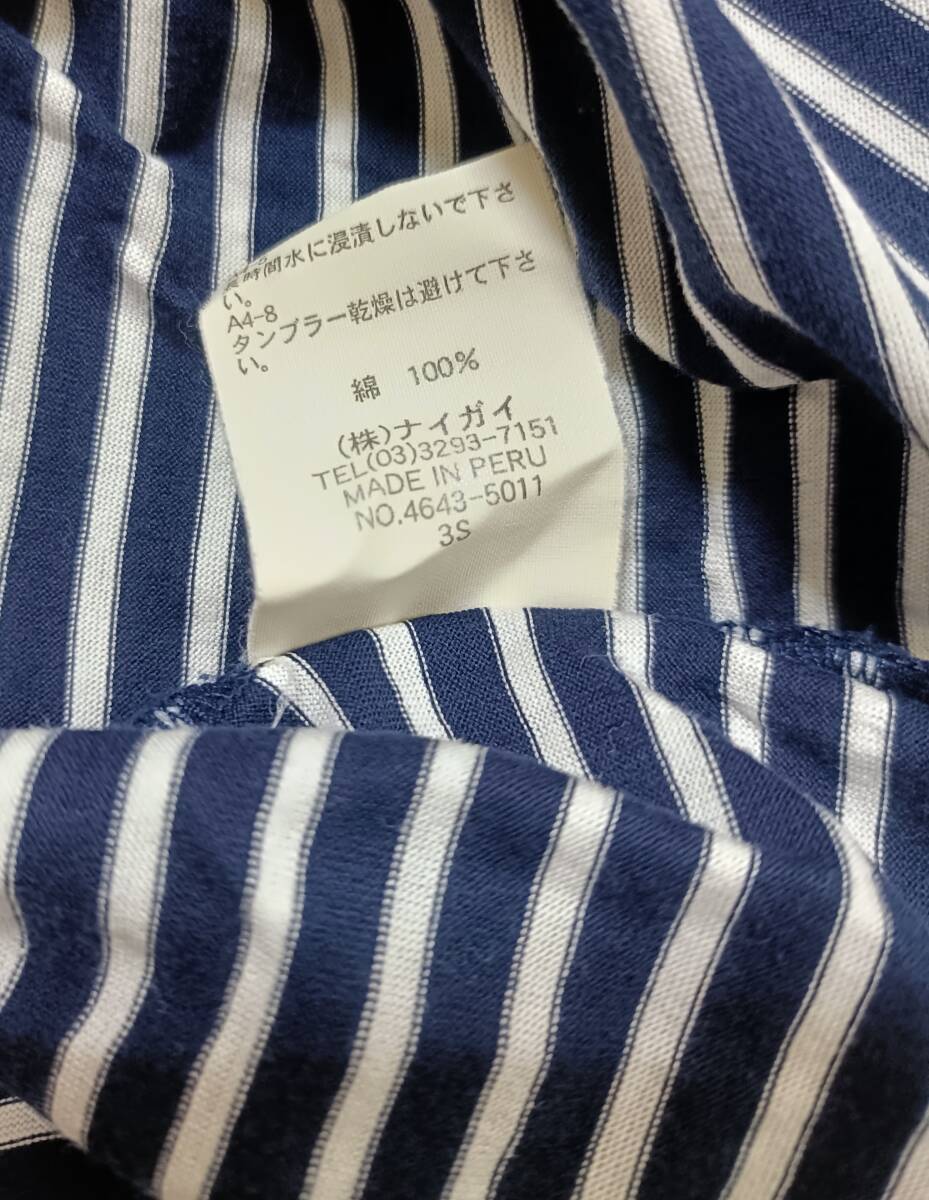 長時間水に浸漬しないで下さ
い。
A4-8
タンブラー乾燥は避けて下さ
い。
綿 100%
(株)ナイガイ
TEL(03)3293-7151
MADE IN PERU
NO.4643-5011
3S